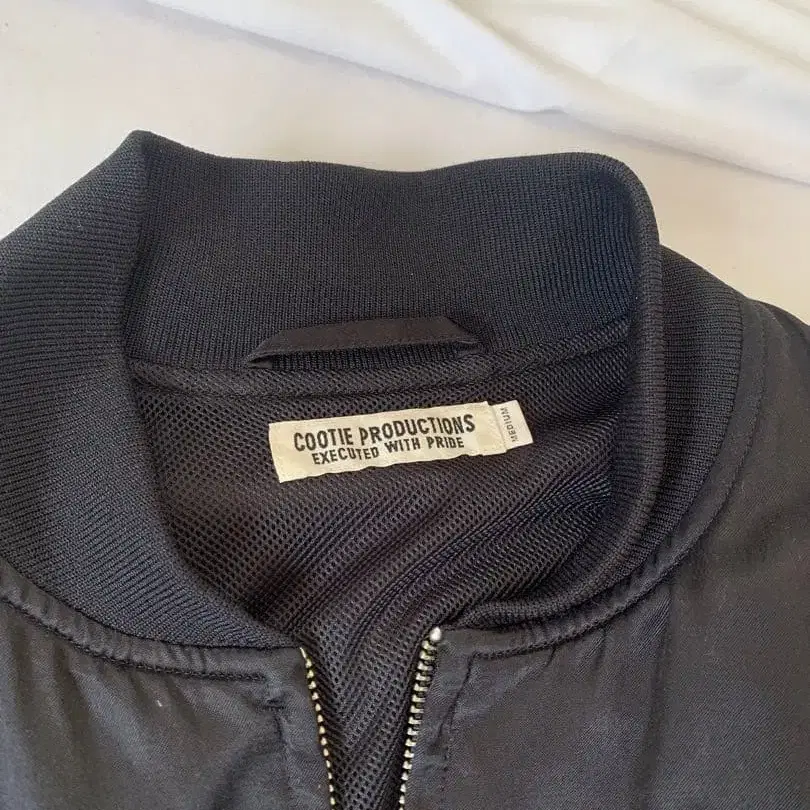 COOTIE PRODUCTIONS
EXECUTED WITH PRIDE
MEDIUM